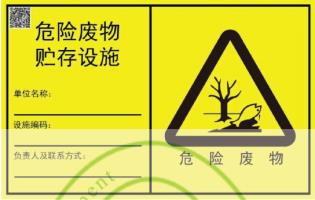 危险废物
贮存设施
单位名称：
设施编码：
负责人及联系方式：
危险废物